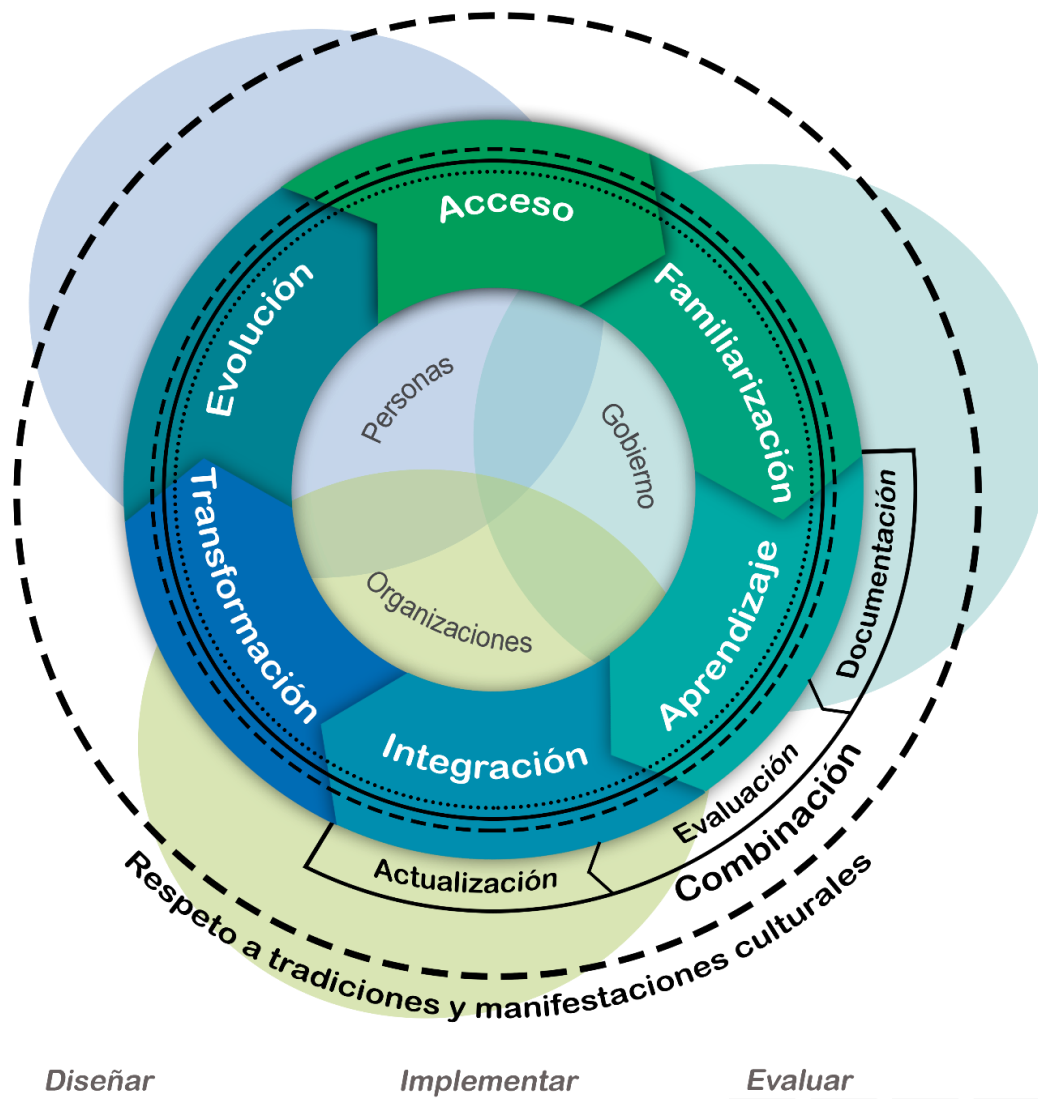 Acceso
Familiarización
Aprendizaje
Integración
Transformación
Evolución
Personas
Gobierno
Organizaciones
Documentación
Evaluación
Actualización
Combinación
Respeto a tradiciones y manifestaciones culturales
Diseñar
Implementar
Evaluar